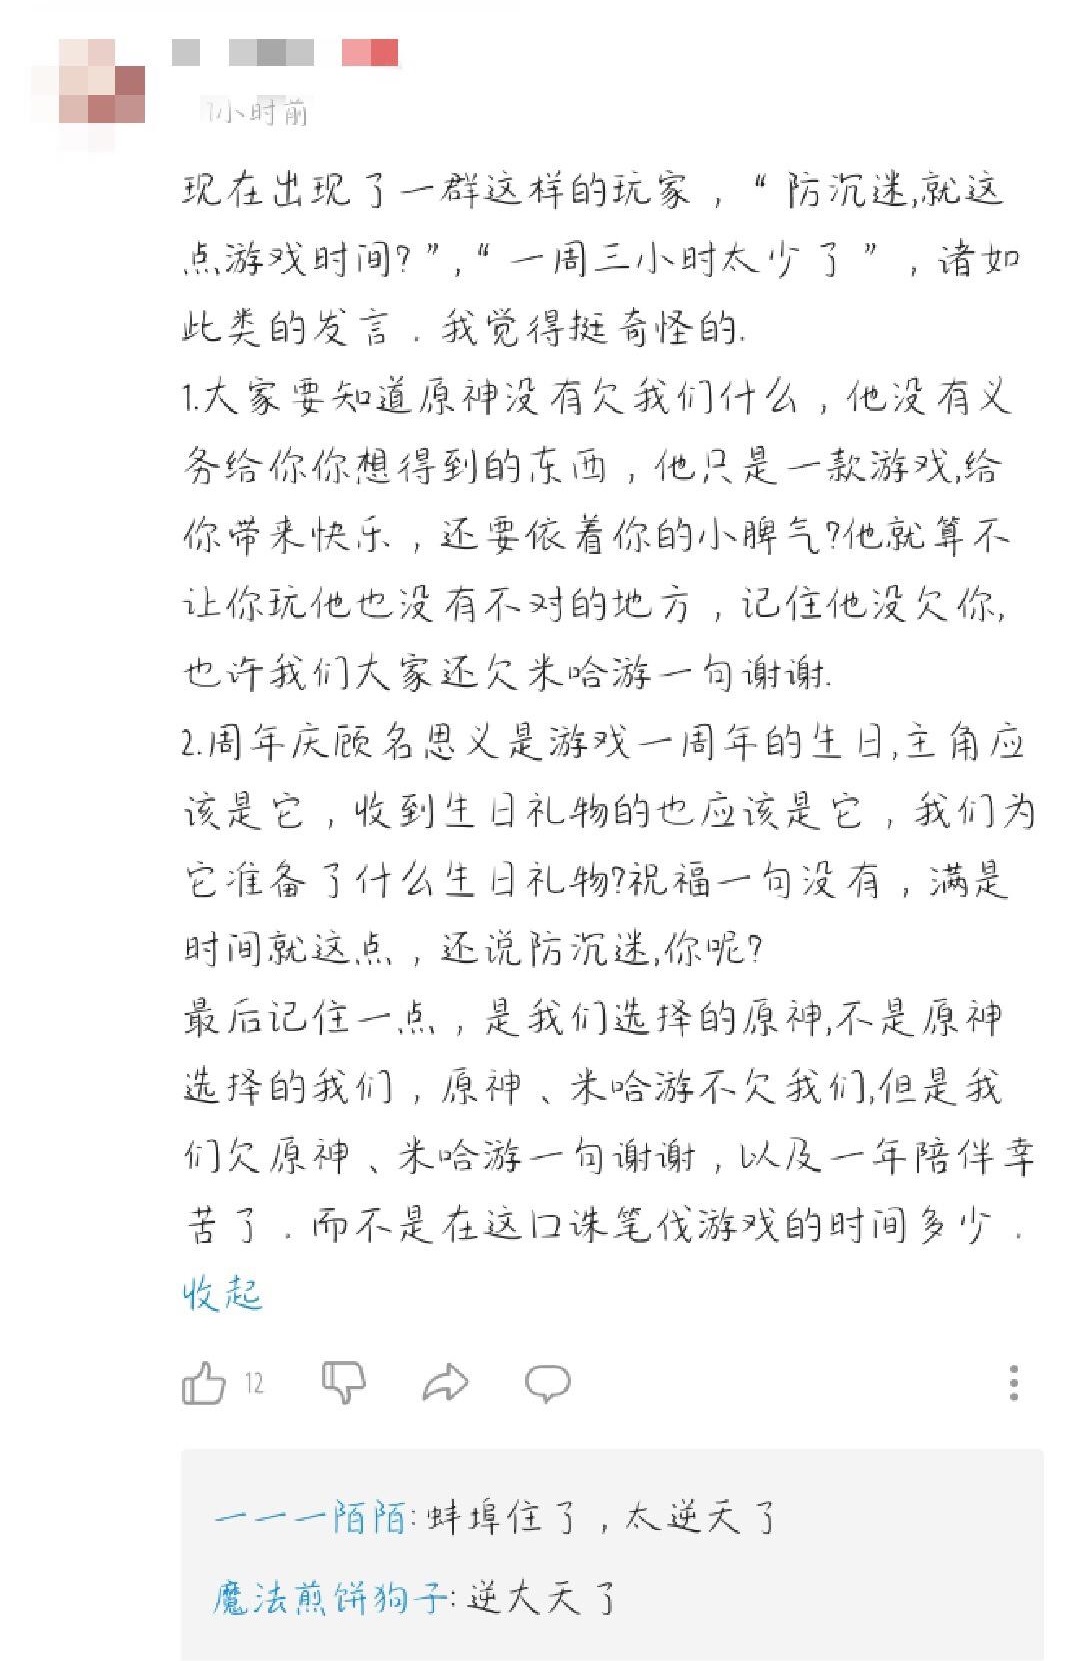 1小时前
现在出现了一群这样的玩家，“防沉迷,就这
点游戏时间?”,“一周三小时太少了”，诸如
此类的发言．我觉得挺奇怪的.
1.大家要知道原神没有欠我们什么，他没有义
务给你你想得到的东西，他只是一款游戏,给
你带来快乐，还要依着你的小脾气?他就算不
让你玩他也没有不对的地方，记住他没欠你,
也许我们大家还欠米哈游一句谢谢.
2.周年庆顾名思义是游戏一周年的生日,主角应
该是它，收到生日礼物的也应该是它，我们为
它准备了什么生日礼物?祝福一句没有，满是
时间就这点，还说防沉迷,你呢?
最后记住一点，是我们选择的原神,不是原神
选择的我们，原神、米哈游不欠我们,但是我
们欠原神、米哈游一句谢谢，以及一年陪伴幸
苦了．而不是在这口诛笔伐游戏的时间多少．
收起
12
一一一陌陌:蚌埠住了，太逆天了
魔法煎饼狗子:逆大天了